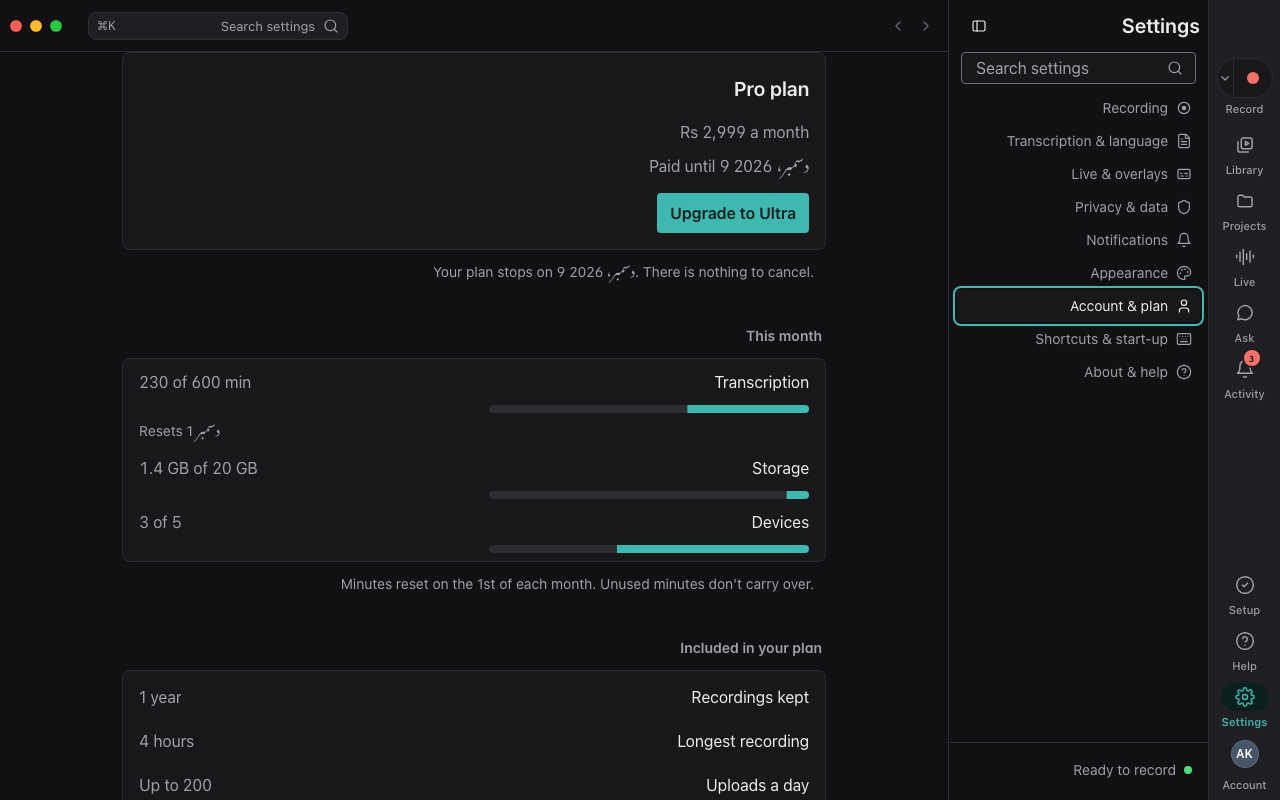 ⌘K
Search settings
Settings
Search settings
Recording
Transcription & language
Live & overlays
Privacy & data
Notifications
Appearance
Account & plan
Shortcuts & start-up
About & help
Ready to record
Record
Library
Projects
Live
Ask
3
Activity
Setup
Help
Settings
AK
Account
Pro plan
Rs 2,999 a month
Paid until 9 دسمبر، 2026
Upgrade to Ultra
Your plan stops on 9 دسمبر، 2026. There is nothing to cancel.
This month
Transcription
230 of 600 min
Resets 1 دسمبر
Storage
1.4 GB of 20 GB
Devices
3 of 5
Minutes reset on the 1st of each month. Unused minutes don't carry over.
Included in your plan
Recordings kept
1 year
Longest recording
4 hours
Uploads a day
Up to 200